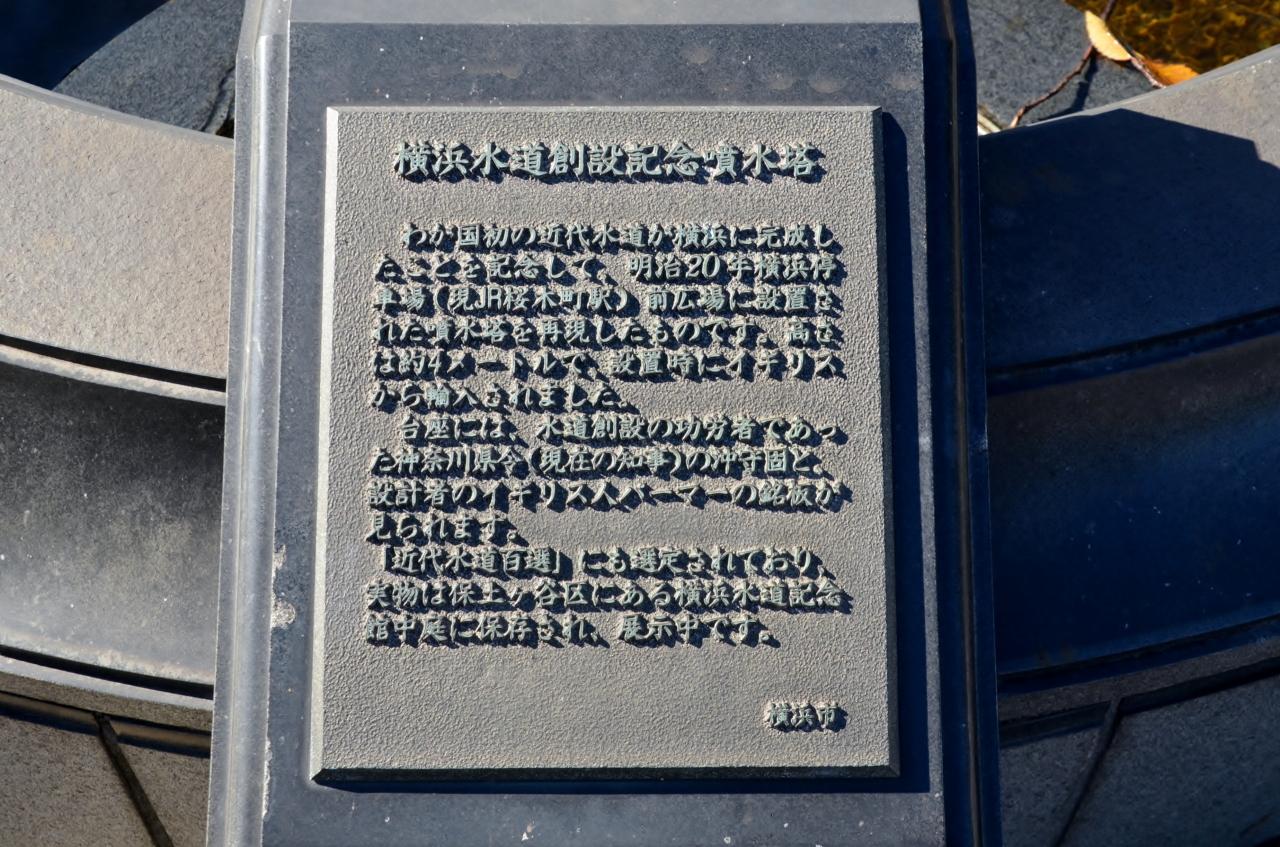 横浜水道創設記念噴水塔
わが国初の近代水道が横浜に完成し
たことを記念して、明治20年横浜停
車場(現JR桜木町駅)前広場に設置さ
れた噴水塔を再現したものです。高さ
は約4メートルで、設置時にイギリス
から輸入されました。
台座には、水道創設の功労者であっ
た神奈川県令(現在の知事)の沖守固と、
設計者のイギリス人パーマーの銘板が
見られます。
「近代水道百選」にも選定されており、
実物は保土ヶ谷区にある横浜水道記念
館中庭に保存され、展示中です。
横浜市